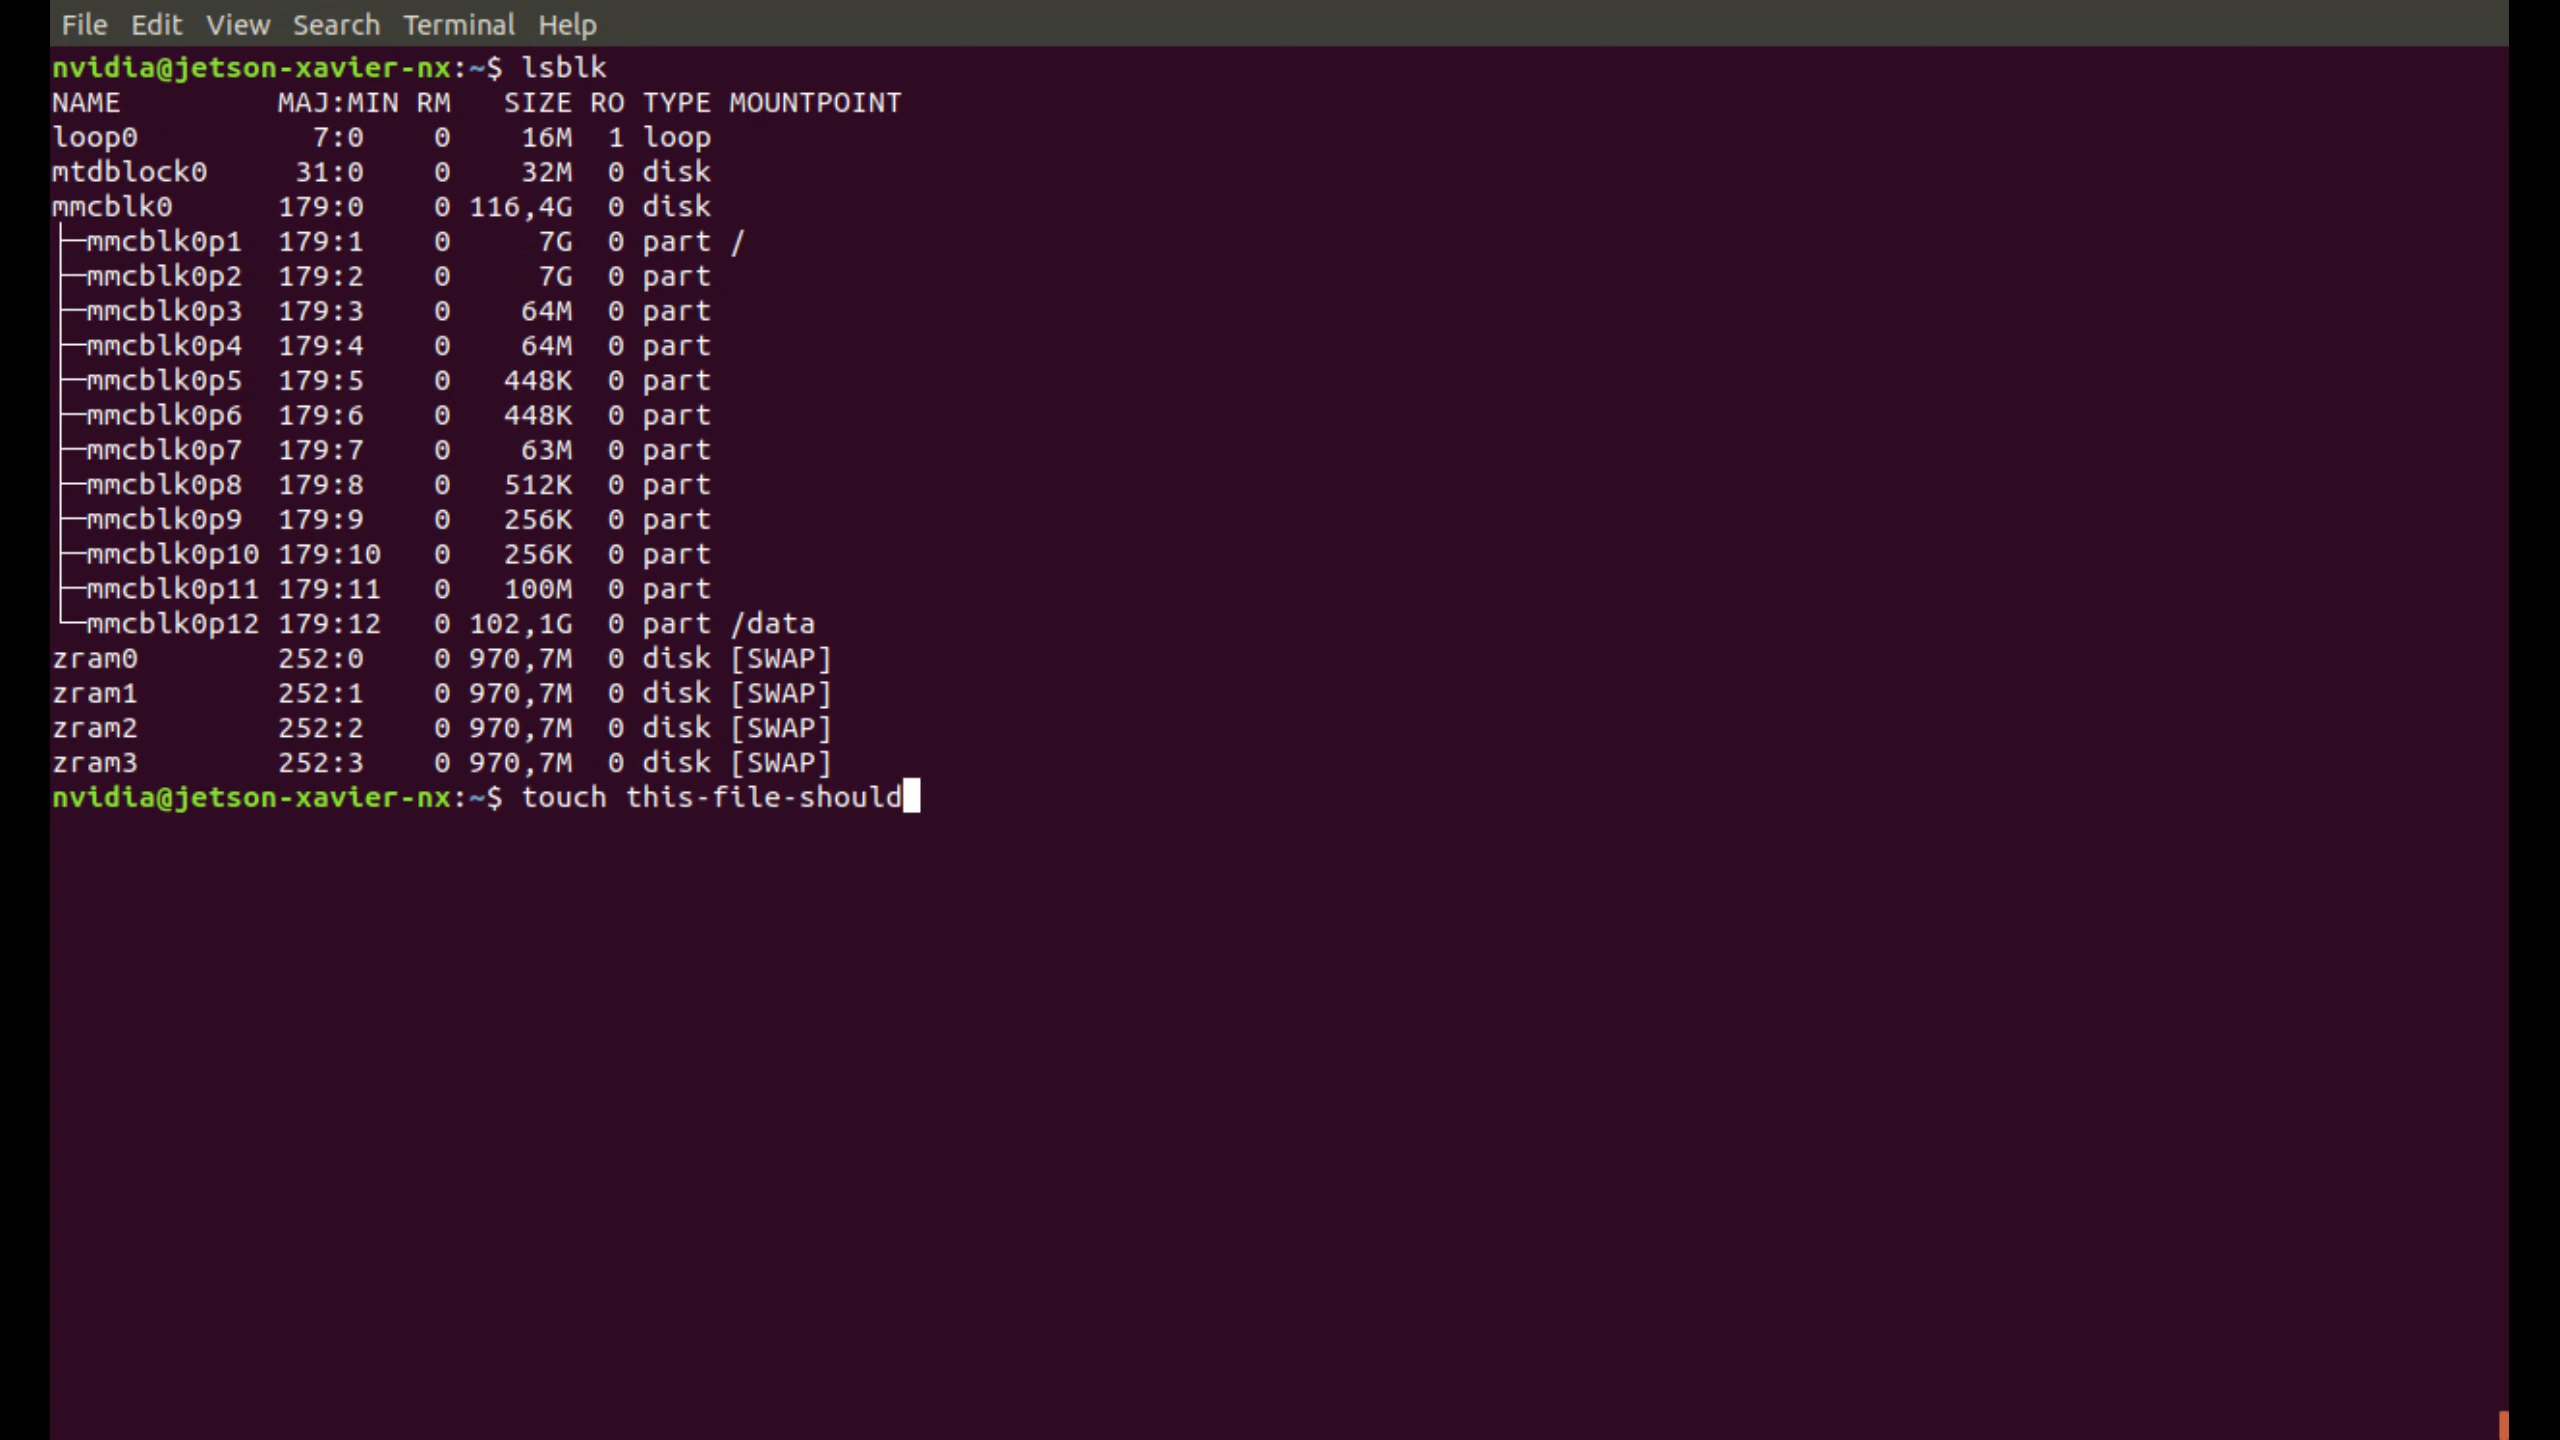 File Edit View Search Terminal Help
nvidia@jetson-xavier-nx:~$ lsblk
NAME         MAJ:MIN RM   SIZE RO TYPE MOUNTPOINT
loop0          7:0    0    16M  1 loop
mtdblock0     31:0    0    32M  0 disk
mmcblk0      179:0    0 116,4G  0 disk
├─mmcblk0p1  179:1    0     7G  0 part /
├─mmcblk0p2  179:2    0     7G  0 part
├─mmcblk0p3  179:3    0    64M  0 part
├─mmcblk0p4  179:4    0    64M  0 part
├─mmcblk0p5  179:5    0   448K  0 part
├─mmcblk0p6  179:6    0   448K  0 part
├─mmcblk0p7  179:7    0    63M  0 part
├─mmcblk0p8  179:8    0   512K  0 part
├─mmcblk0p9  179:9    0   256K  0 part
├─mmcblk0p10 179:10   0   256K  0 part
├─mmcblk0p11 179:11   0   100M  0 part
└─mmcblk0p12 179:12   0 102,1G  0 part /data
zram0        252:0    0 970,7M  0 disk [SWAP]
zram1        252:1    0 970,7M  0 disk [SWAP]
zram2        252:2    0 970,7M  0 disk [SWAP]
zram3        252:3    0 970,7M  0 disk [SWAP]
nvidia@jetson-xavier-nx:~$ touch this-file-should